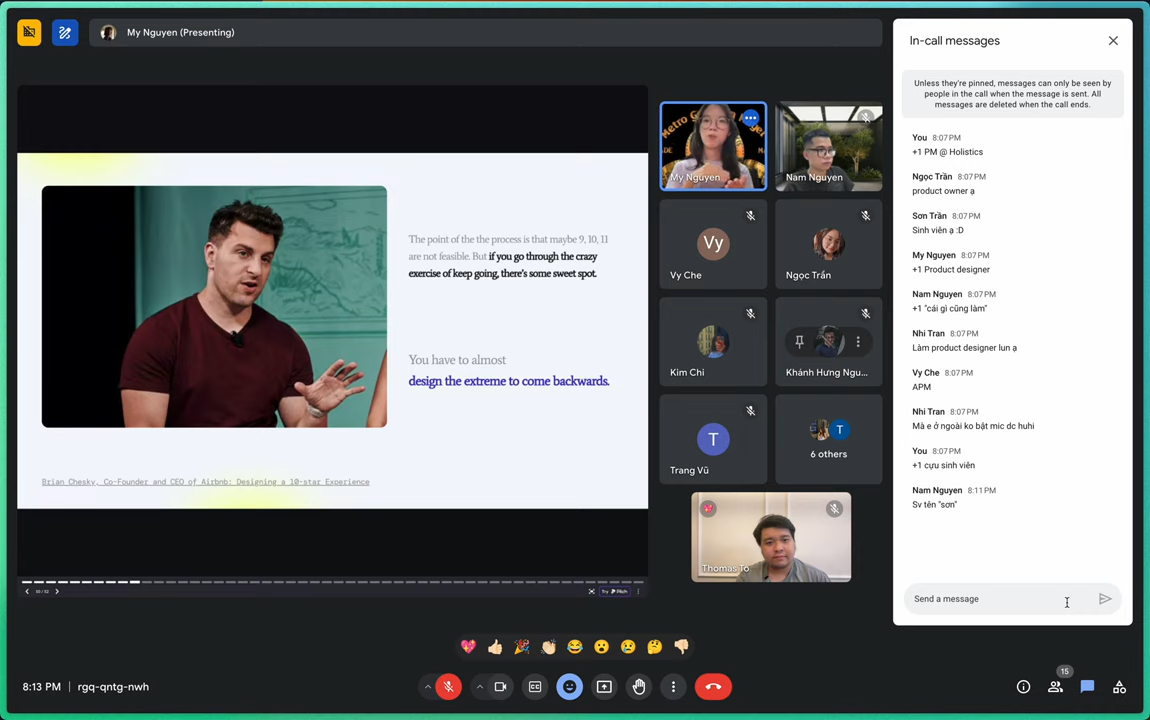 My Nguyen (Presenting)
The point of the the process is that maybe 9, 10, 11
are not feasible. But if you go through the crazy
exercise of keep going, there's some sweet spot.
You have to almost
design the extreme to come backwards.
Brian Chesky, Co-Founder and CEO of Airbnb: Designing a 10-star Experience
10 / 52
Try Pitch
My Nguyen
Nam Nguyen
Vy
Vy Che
Ngọc Trần
Kim Chi
Khánh Hưng Ngu...
T
Trang Vũ
T
6 others
Thomas To
In-call messages
Unless they're pinned, messages can only be seen by
people in the call when the message is sent. All
messages are deleted when the call ends.
You 8:07 PM
+1 PM @ Holistics
Ngọc Trần 8:07 PM
product owner ạ
Sơn Trần 8:07 PM
Sinh viên ạ :D
My Nguyen 8:07 PM
+1 Product designer
Nam Nguyen 8:07 PM
+1 "cái gì cũng làm"
Nhi Tran 8:07 PM
Làm product designer lun ạ
Vy Che 8:07 PM
APM
Nhi Tran 8:07 PM
Mà e ở ngoài ko bật mic dc huhi
You 8:07 PM
+1 cựu sinh viên
Nam Nguyen 8:11 PM
Sv tên "sơn"
Send a message
8:13 PM | rgq-qntg-nwh
15